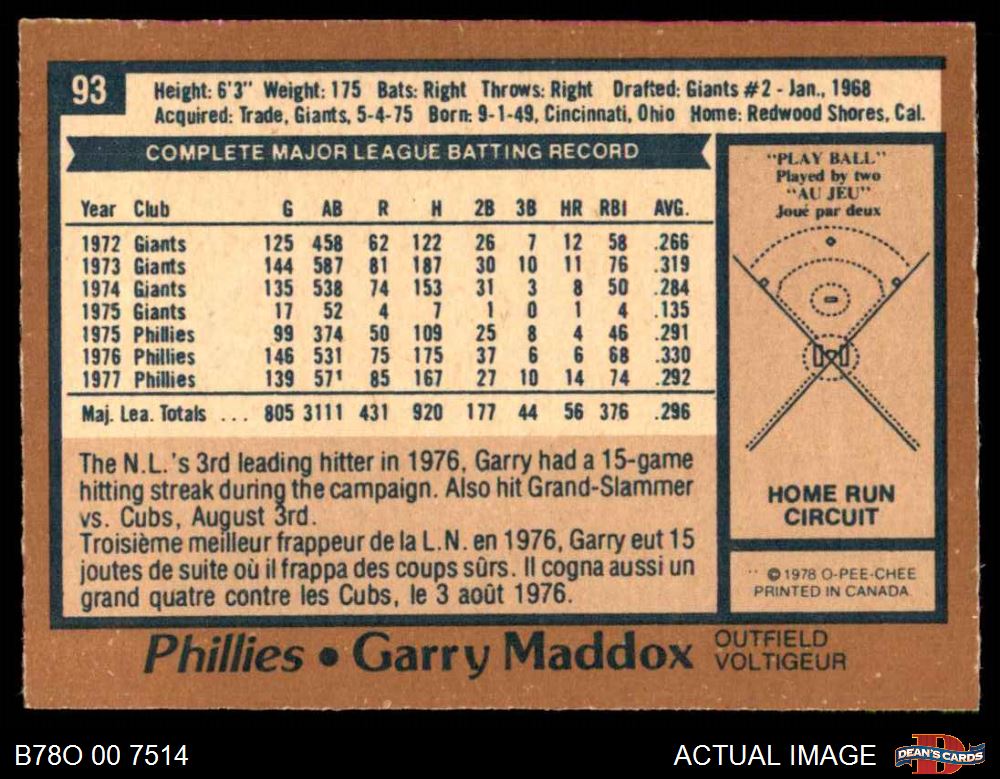 93
Height: 6'3" Weight: 175 Bats: Right Throws: Right Drafted: Giants #2 - Jan., 1968
Acquired: Trade, Giants, 5-4-75 Born: 9-1-49, Cincinnati, Ohio Home: Redwood Shores, Cal.
COMPLETE MAJOR LEAGUE BATTING RECORD
Year Club G AB R H 2B 3B HR RBI AVG.
1972 Giants 125 458 62 122 26 7 12 58 .266
1973 Giants 144 587 81 187 30 10 11 76 .319
1974 Giants 135 538 74 153 31 3 8 50 .284
1975 Giants 17 52 4 7 1 0 1 4 .135
1975 Phillies 99 374 50 109 25 8 4 46 .291
1976 Phillies 146 531 75 175 37 6 6 68 .330
1977 Phillies 139 571 85 167 27 10 14 74 .292
Maj. Lea. Totals ... 805 3111 431 920 177 44 56 376 .296
The N.L.'s 3rd leading hitter in 1976, Garry had a 15-game
hitting streak during the campaign. Also hit Grand-Slammer
vs. Cubs, August 3rd.
Troisième meilleur frappeur de la L.N. en 1976, Garry eut 15
joutes de suite où il frappa des coups sûrs. Il cogna aussi un
grand quatre contre les Cubs, le 3 août 1976.
"PLAY BALL"
Played by two
"AU JEU"
Joué par deux
HOME RUN
CIRCUIT
© 1978 O-PEE-CHEE
PRINTED IN CANADA
Phillies • Garry Maddox
OUTFIELD
VOLTIGEUR
B78O 00 7514
ACTUAL IMAGE
DEAN'S CARDS